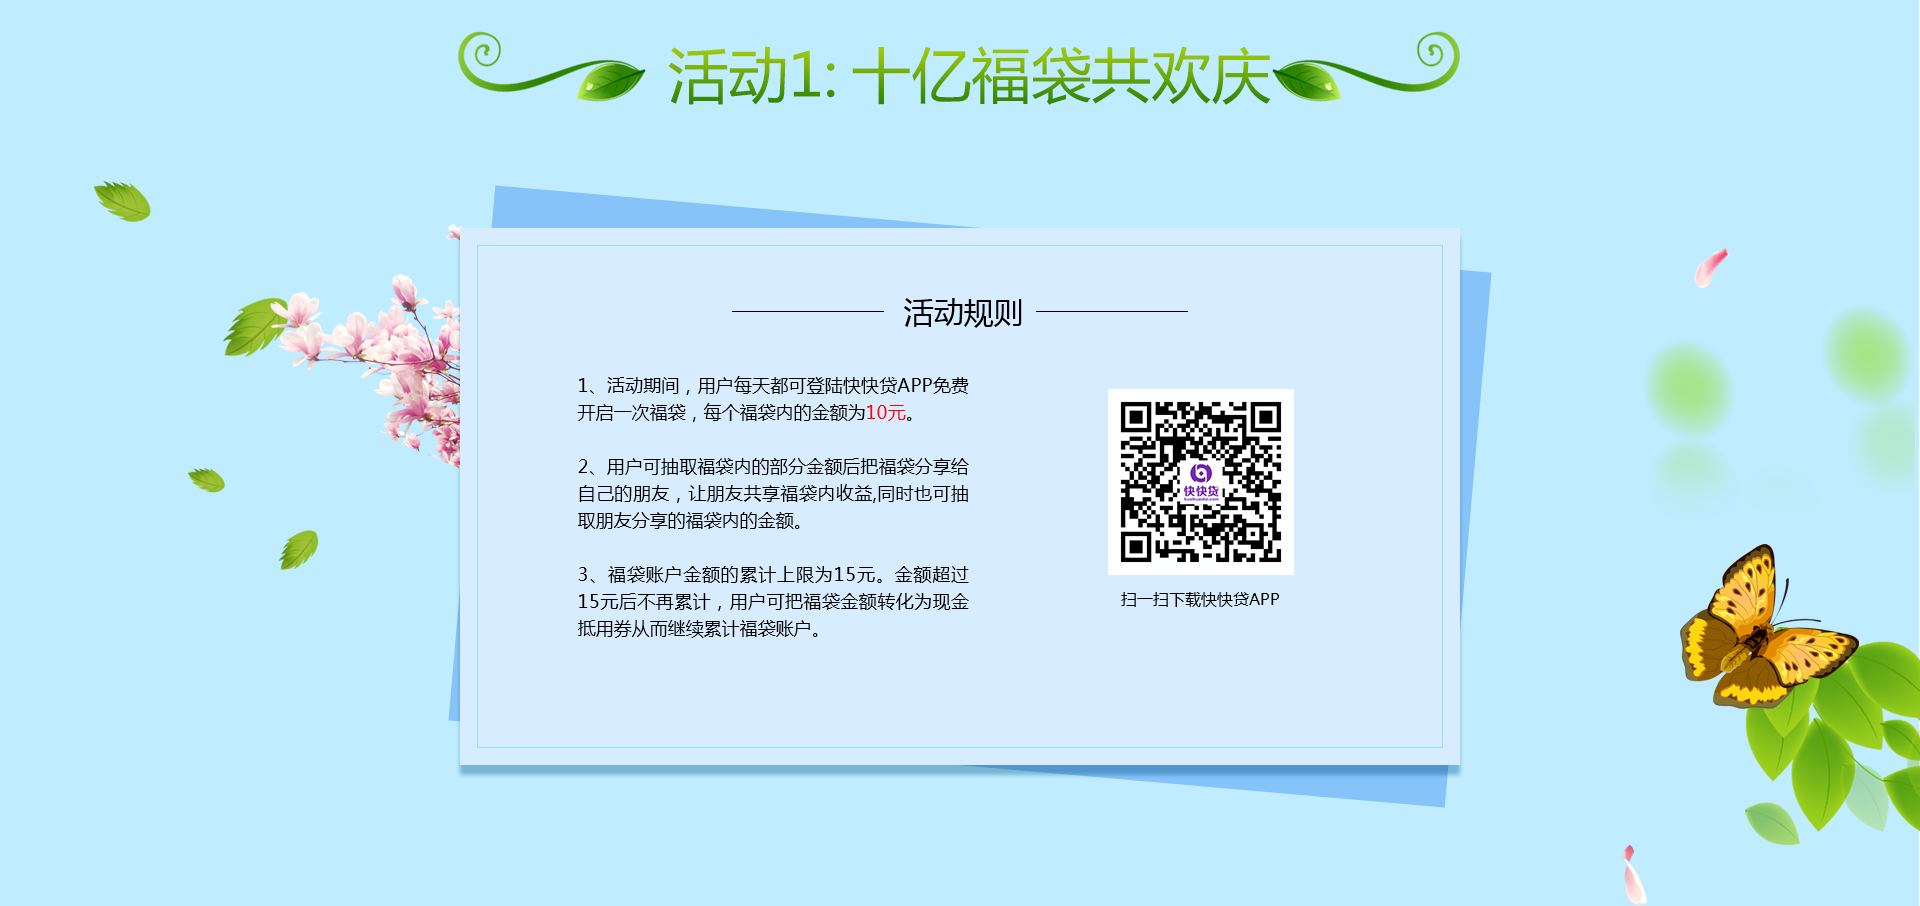 活动1: 十亿福袋共欢庆
活动规则
1、活动期间，用户每天都可登陆快快贷APP免费
开启一次福袋，每个福袋内的金额为10元。
2、用户可抽取福袋内的部分金额后把福袋分享给
自己的朋友，让朋友共享福袋内收益,同时也可抽
取朋友分享的福袋内的金额。
3、福袋账户金额的累计上限为15元。金额超过
15元后不再累计，用户可把福袋金额转化为现金
抵用券从而继续累计福袋账户。
快快贷
kuaikuaidai.com
扫一扫下载快快贷APP